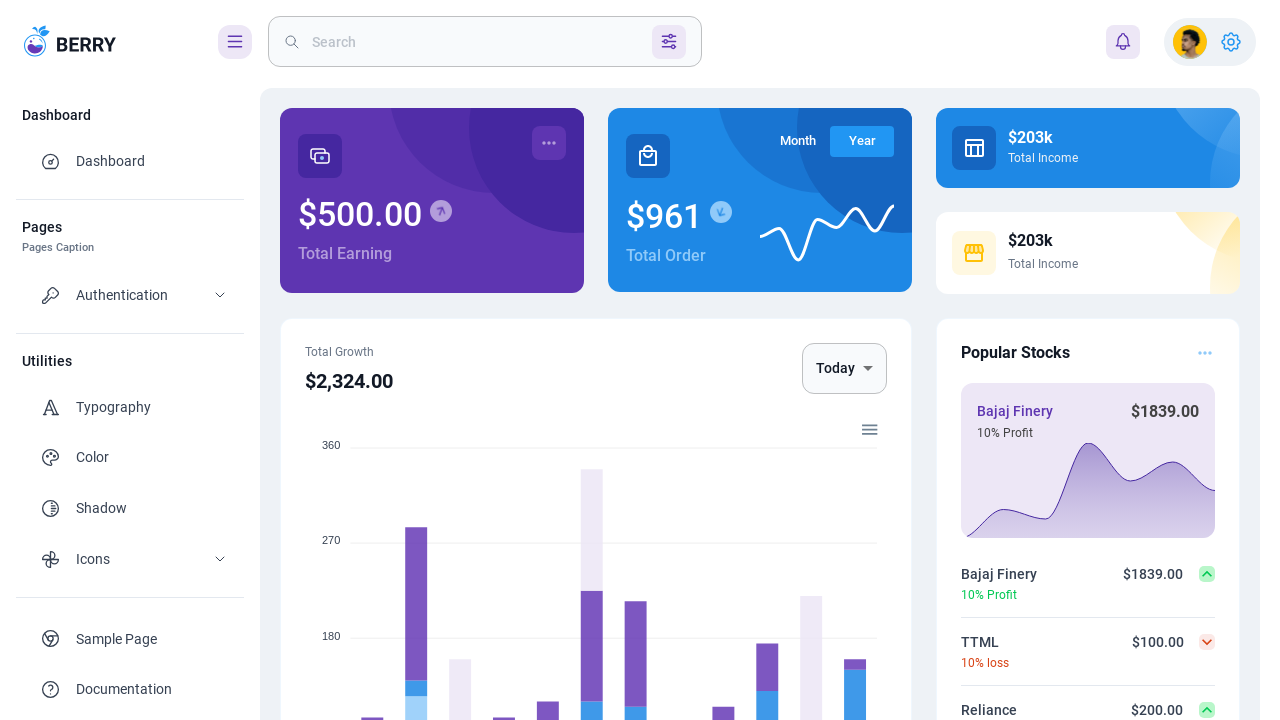 BERRY
Search
Dashboard
Dashboard
Pages
Pages Caption
Authentication
Utilities
Typography
Color
Shadow
Icons
Sample Page
Documentation
$500.00
Total Earning
Month
Year
$961
Total Order
$203k
Total Income
$203k
Total Income
Total Growth
$2,324.00
Today
360
270
180
Popular Stocks
Bajaj Finery
$1839.00
10% Profit
Bajaj Finery
$1839.00
10% Profit
TTML
$100.00
10% loss
Reliance
$200.00